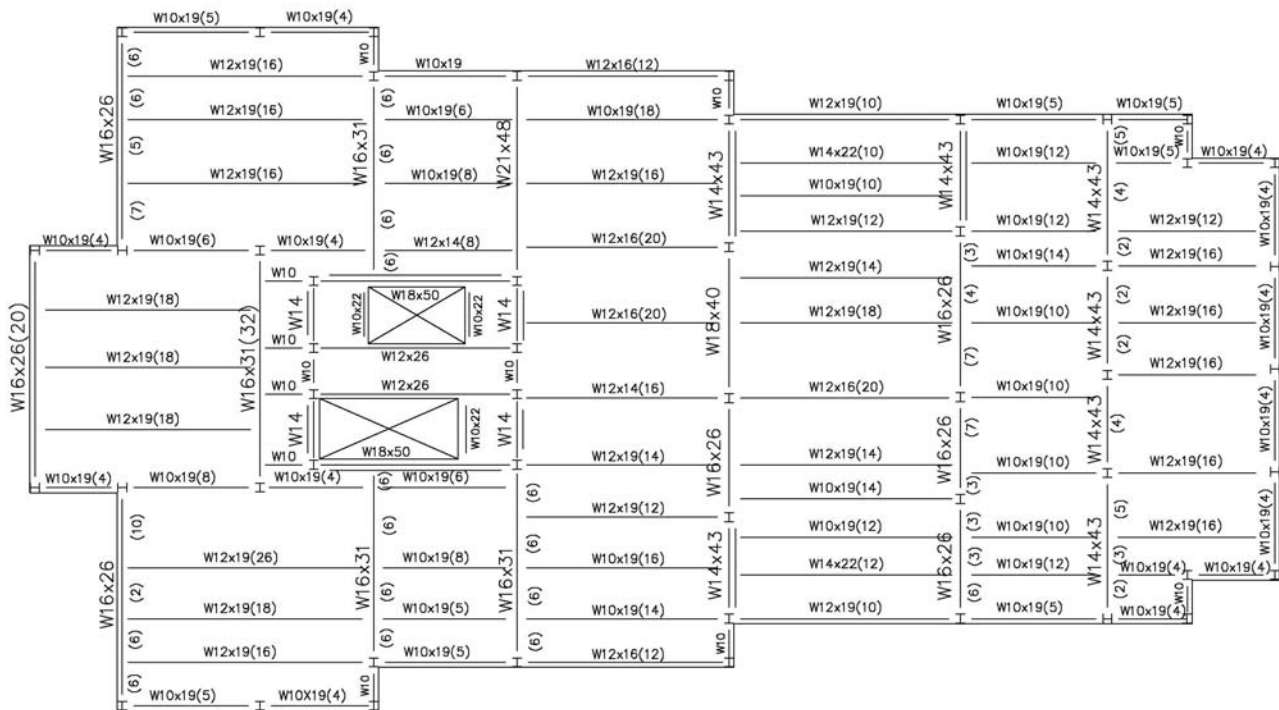 W10x19(5)
W10x19(4)
W10
(6)
W12x19(16)
W10x19
W12x16(12)
W10
(6)
W16x26
W12x19(16)
W16x31
(6)
W10x19(6)
W21x48
W10x19(18)
W14x43
W12x19(10)
W10x19(5)
W10x19(5)
W10
(5)
(5)
W14x22(10)
W14x43
W10x19(12)
W14x43
W10x19(5)
W10x19(4)
(6)
W12x19(16)
W10x19(8)
W12x19(16)
W10x19(10)
(4)
W10x19(4)
(7)
(6)
W12x19(12)
W10x19(12)
W12x19(12)
W10x19(4)
W10x19(6)
W10x19(4)
W12x14(8)
W12x16(20)
(3)
(2)
(6)
W10x19(14)
W12x19(16)
W10
W12x19(14)
W16x26(20)
W12x19(18)
W16x31(32)
W14
W10x22
W18x50
W10x22
W14
W18x40
W16x26
(4)
W14x43
(2)
W10x19(4)
W12x16(20)
W12x19(18)
W10x19(10)
W12x19(16)
W10
W12x26
(7)
(2)
W12x19(18)
W10
W10
W12x19(16)
W10
W12x26
W12x14(16)
W12x16(20)
W10x19(10)
W10x19(4)
W12x19(18)
W14
W10x22
W14
W16x26
W16x26
(7)
W14x43
(4)
W10
W18x50
W12x19(14)
W12x19(14)
W10x19(10)
W12x19(16)
W10x19(4)
W10x19(8)
W10x19(4)
(6)
W10x19(6)
(6)
W10x19(14)
(3)
W10x19(4)
(10)
(6)
W12x19(12)
(5)
W16x26
W16x31
W16x31
W14x43
W10x19(12)
W16x26
(3)
W10x19(10)
W14x43
W12x19(16)
W12x19(26)
W10x19(8)
(6)
W10x19(16)
W14x22(12)
(3)
W10x19(12)
(3)
W10x19(4)
W10x19(4)
(2)
(6)
(6)
(6)
(2)
W10
W12x19(18)
W10x19(5)
W10x19(14)
W12x19(10)
W10x19(5)
W10x19(4)
(6)
(6)
(6)
W12x19(16)
W10x19(5)
W12x16(12)
W10
(6)
W10
W10x19(5)
W10X19(4)